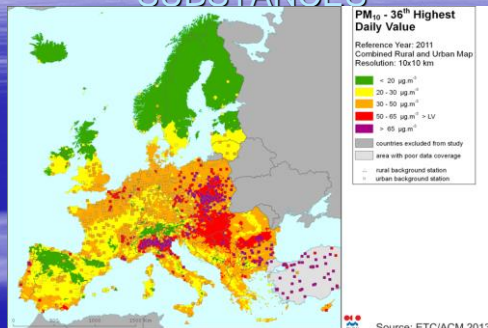 SUBSTANCES
PM10 - 36th Highest
Daily Value
Reference Year: 2011
Combined Rural and Urban Map
Resolution: 10x10 km
< 20 µg.m-3
20 - 30 µg.m-3
30 - 50 µg.m-3
50 - 65 µg.m-3 > LV
> 65 µg.m-3
countries excluded from study
area with poor data coverage
rural background station
urban background station
Source: ETC/ACM 2013